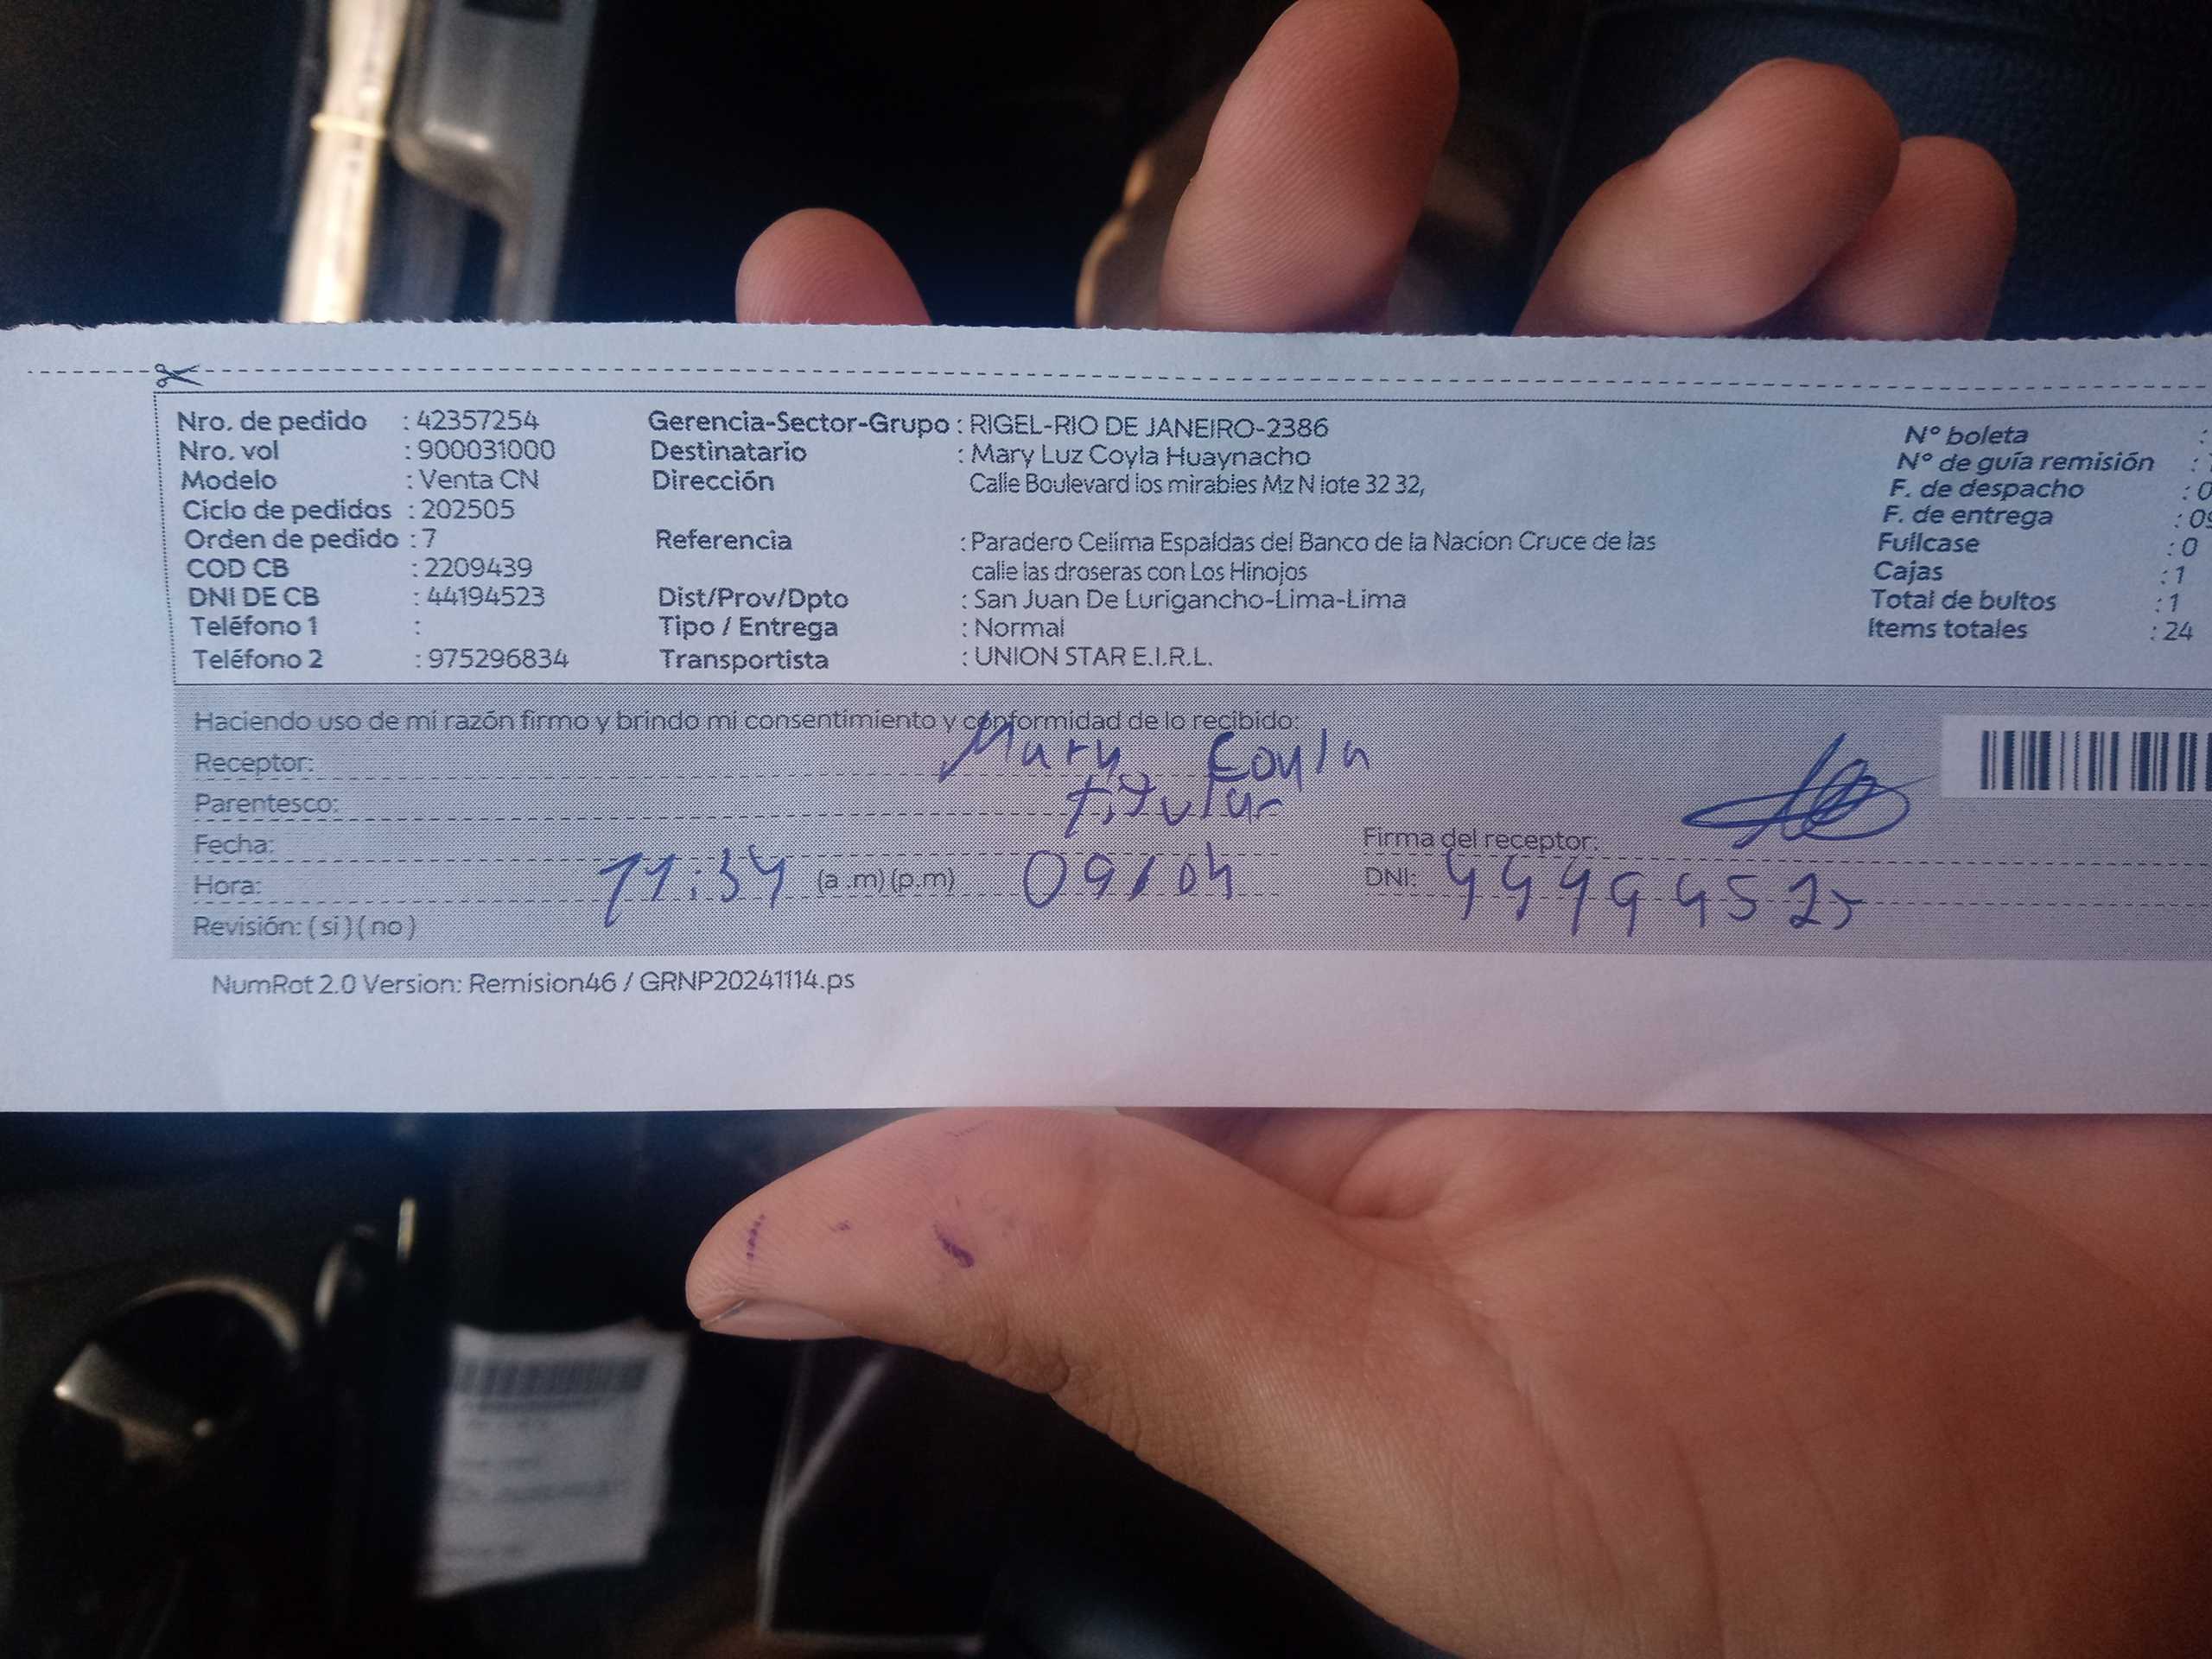 Nro. de pedido : 42357254
Nro. vol : 900031000
Modelo : Venta CN
Ciclo de pedidos : 202505
Orden de pedido : 7
COD CB : 2209439
DNI DE CB : 44194523
Teléfono 1 :
Teléfono 2 : 975296834
Gerencia-Sector-Grupo : RIGEL-RIO DE JANEIRO-2386
Destinatario : Mary Luz Coyla Huaynacho
Dirección Calle Boulevard los mirables Mz N lote 32 32,
Referencia : Paradero Celima Espaldas del Banco de la Nacion Cruce de las
calle las droseras con Los Hinojos
Dist/Prov/Dpto : San Juan De Lurigancho-Lima-Lima
Tipo / Entrega : Normal
Transportista : UNION STAR E.I.R.L.
N° boleta :
N° de guía remisión :
F. de despacho : 0
F. de entrega : 09
Fullcase : 0
Cajas : 1
Total de bultos : 1
Items totales : 24
Haciendo uso de mi razón firmo y brindo mi consentimiento y conformidad de lo recibido:
Receptor: Mary Coyla
Parentesco: titular
Fecha:
Firma del receptor:
Hora: 11:34 (a .m) (p.m) 09/04
DNI:
Revisión: ( si ) ( no )
NumRot 2.0 Version: Remision46 / GRNP20241114.ps